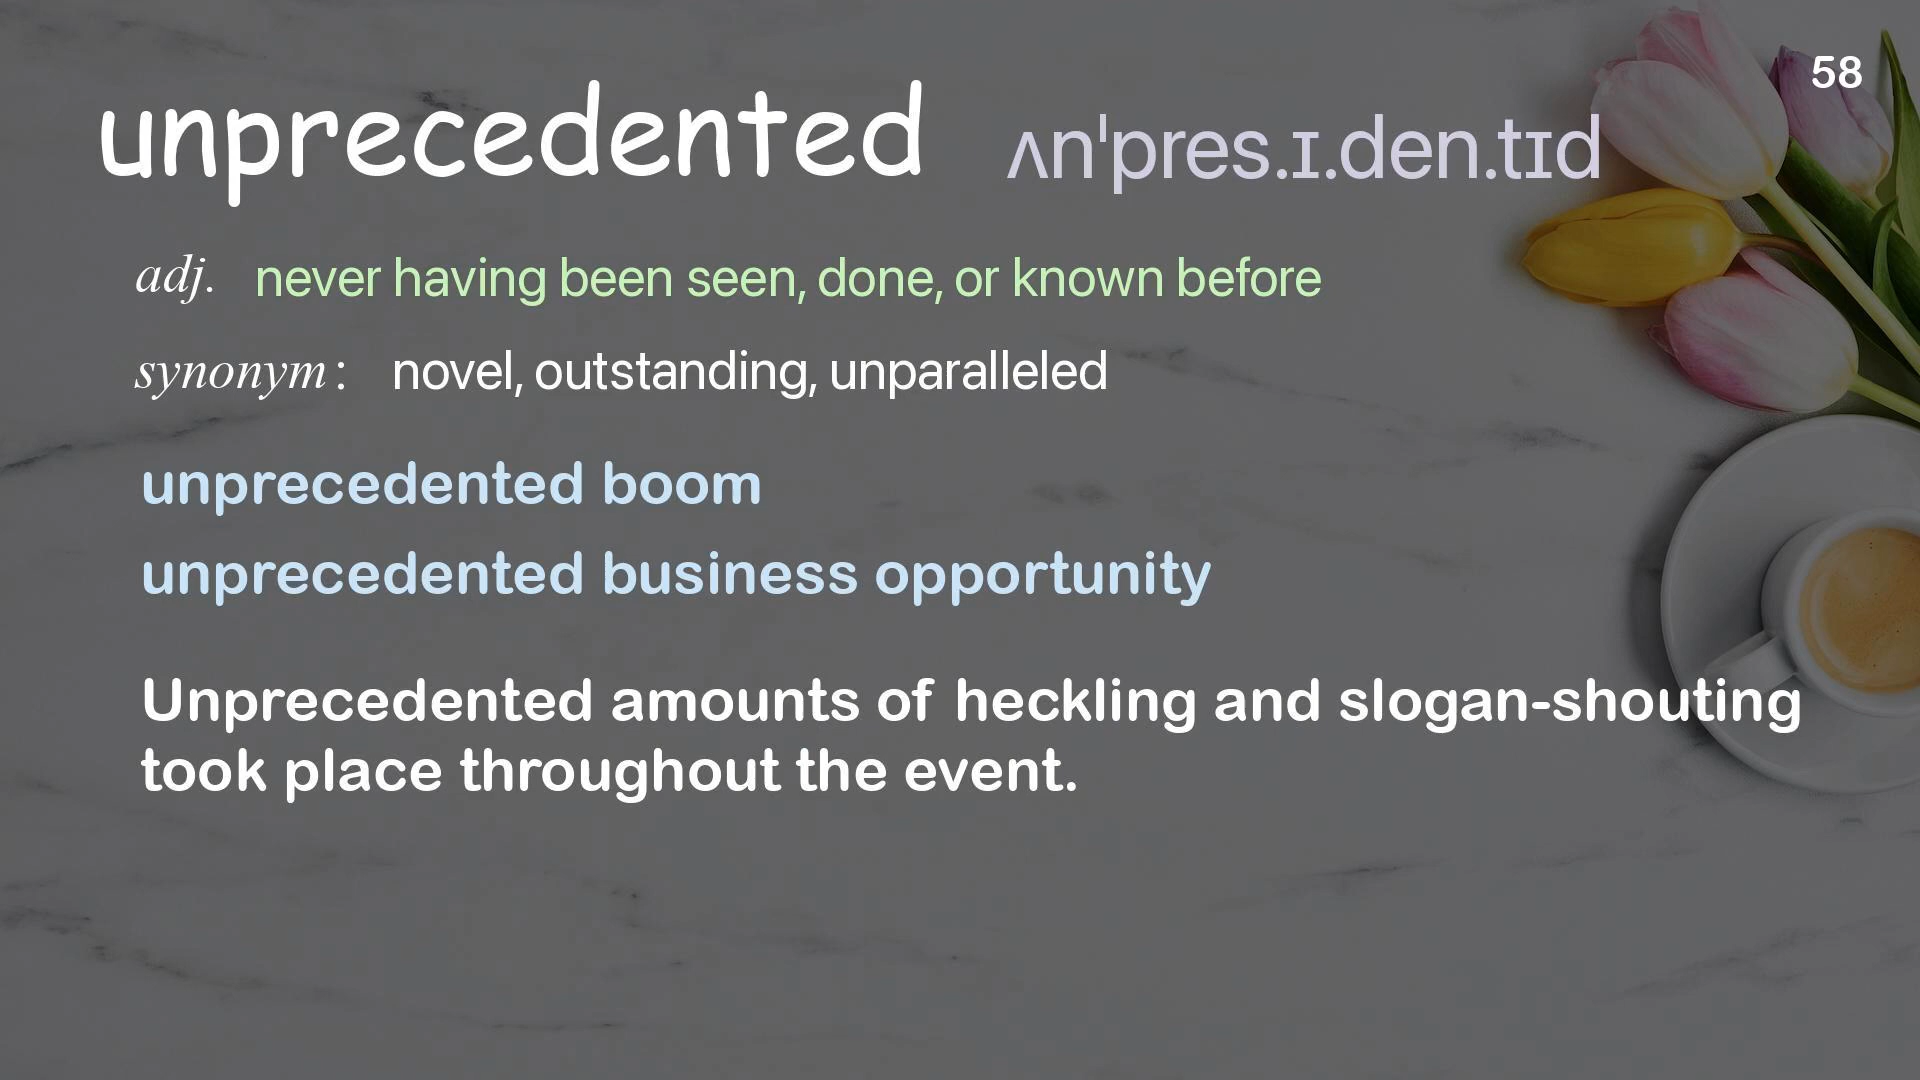 58
unprecedented ʌnˈpres.ɪ.den.tɪd
adj. never having been seen, done, or known before
synonym : novel, outstanding, unparalleled
unprecedented boom
unprecedented business opportunity
Unprecedented amounts of heckling and slogan-shouting
took place throughout the event.